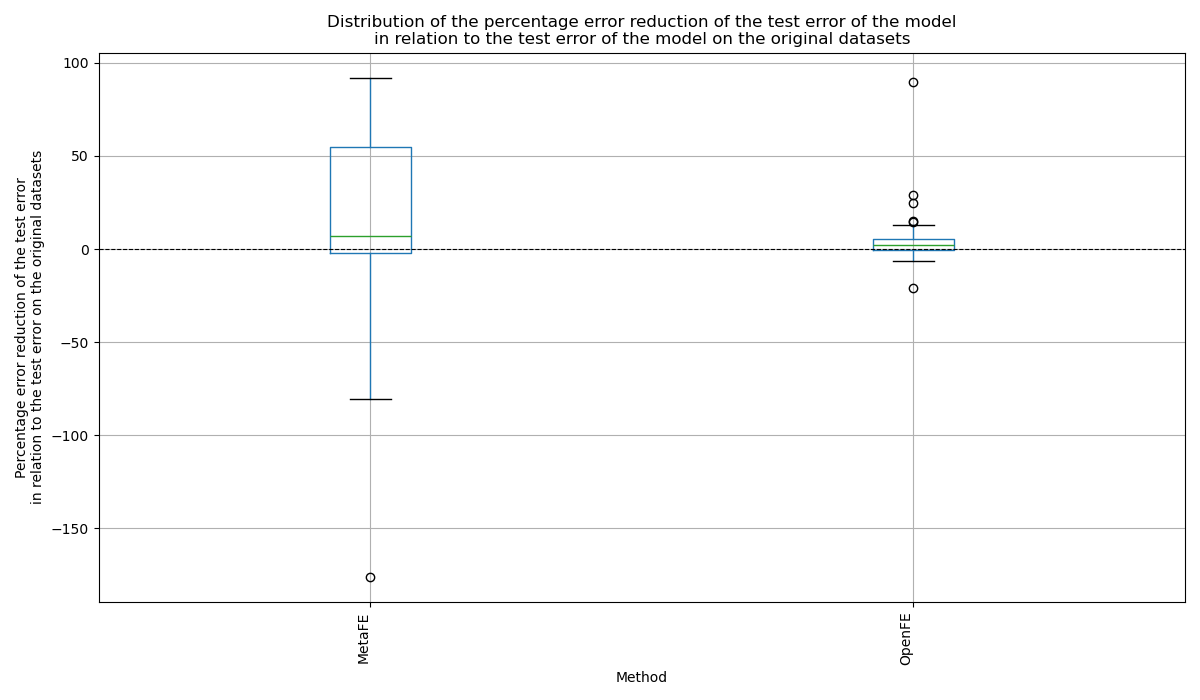 Distribution of the percentage error reduction of the test error of the model
in relation to the test error of the model on the original datasets
Percentage error reduction of the test error
in relation to the test error on the original datasets
100
50
0
−50
−100
−150
MetaFE
OpenFE
Method